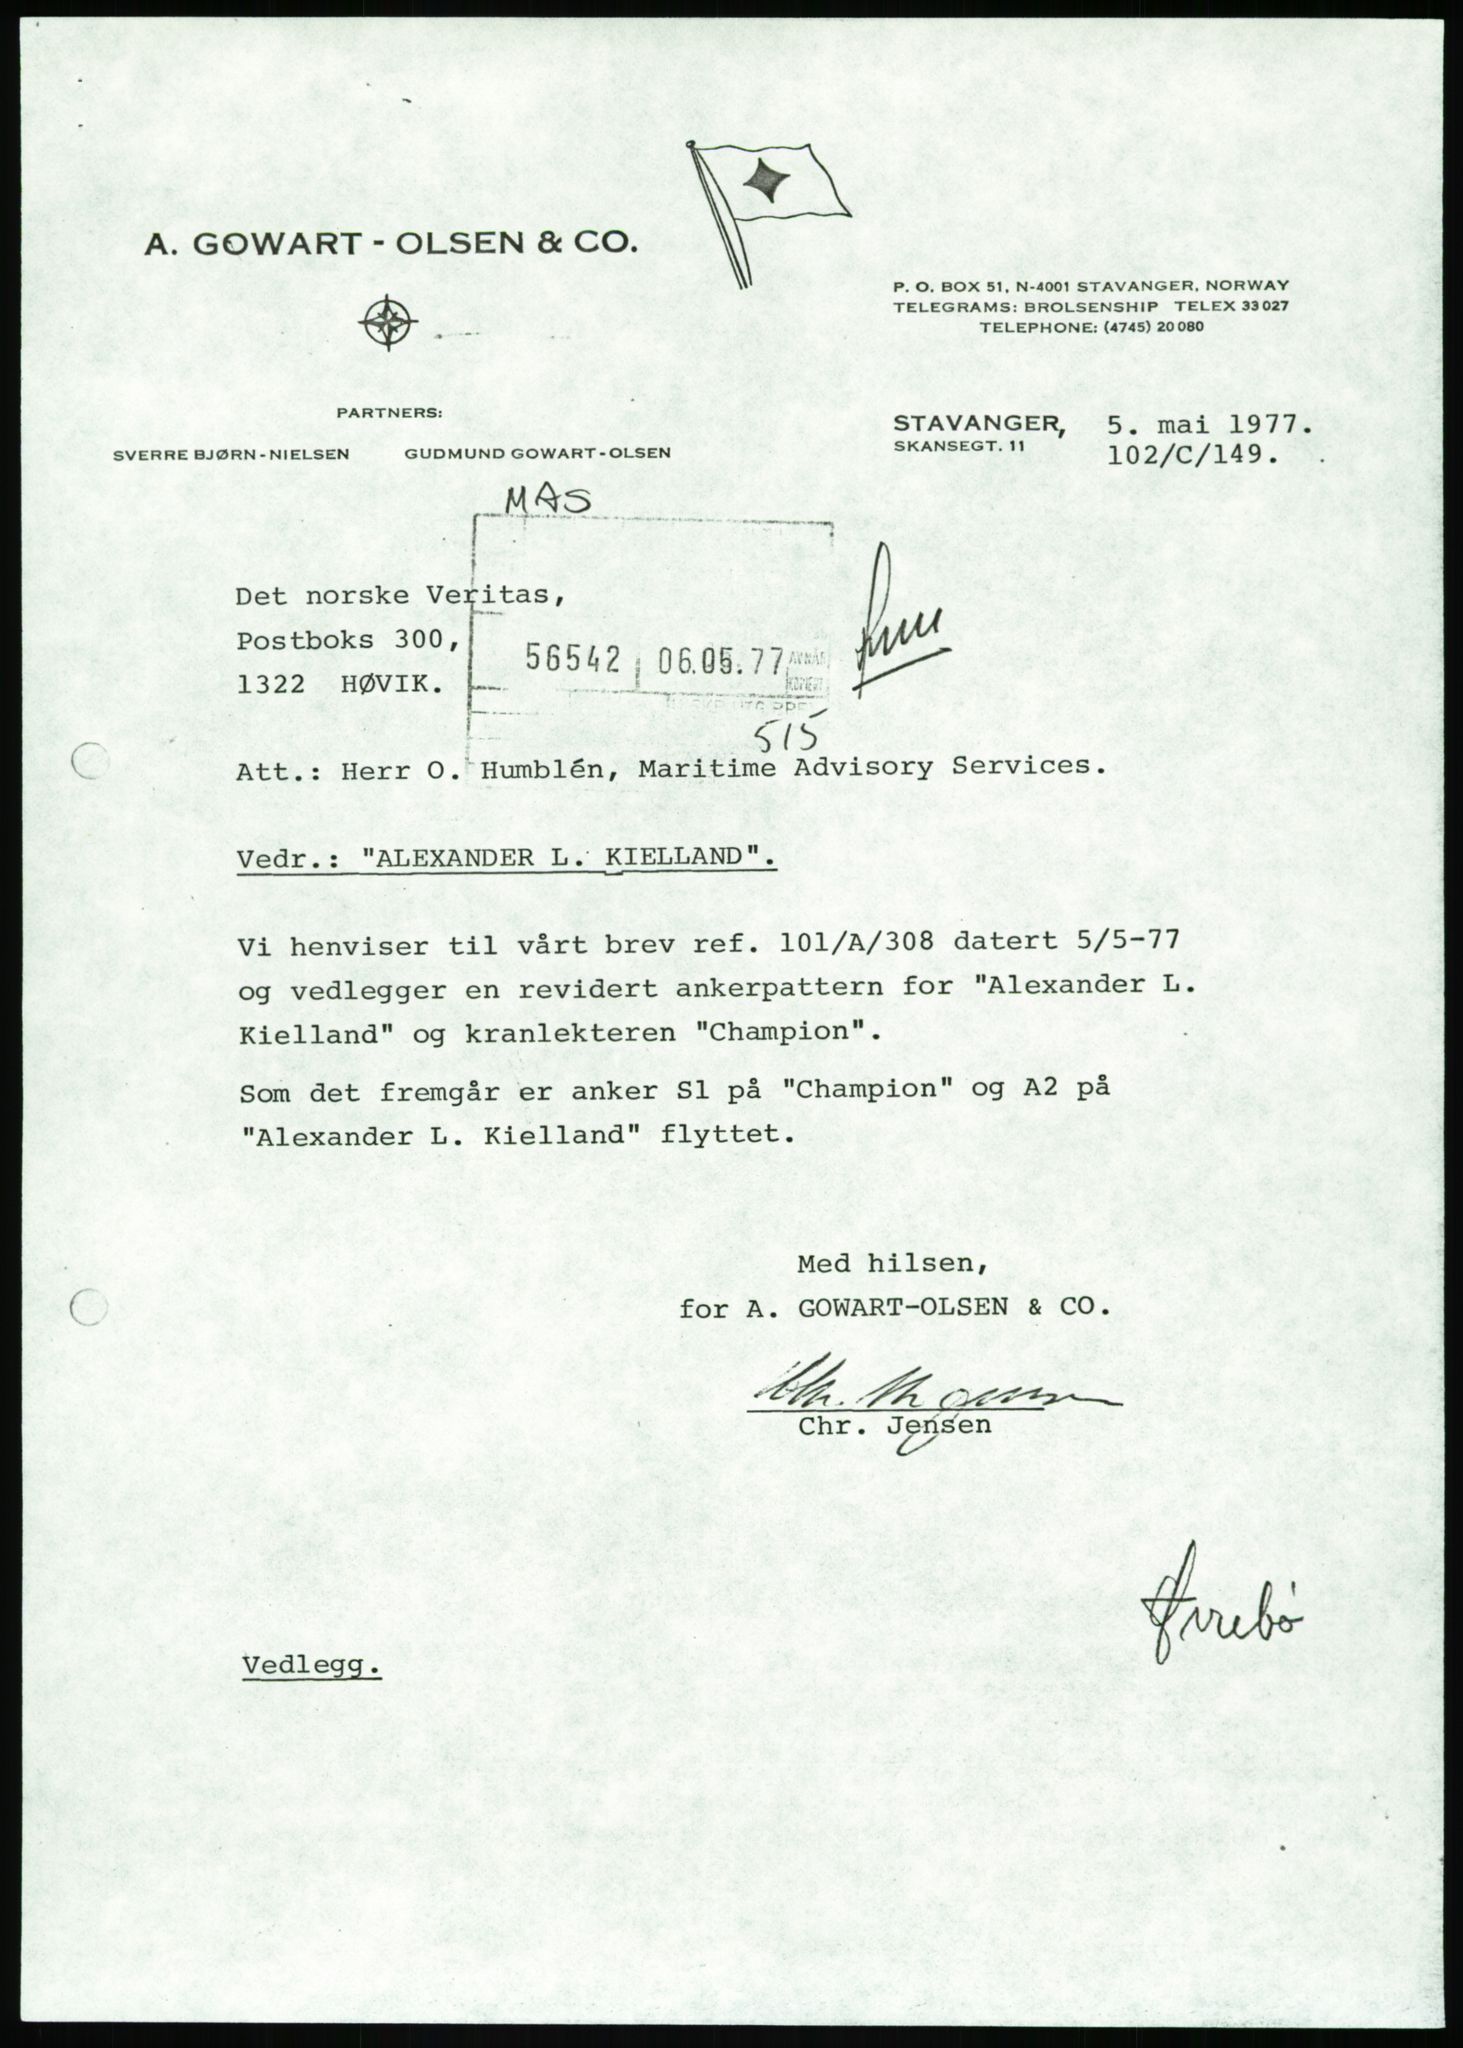 A. GOWART - OLSEN & CO.
P. O. BOX 51, N-4001 STAVANGER, NORWAY
TELEGRAMS: BROLSENSHIP TELEX 33027
TELEPHONE: (4745) 20080
PARTNERS:
SVERRE BJØRN-NIELSEN GUDMUND GOWART-OLSEN
STAVANGER, 5. mai 1977.
SKANSEGT. 11 102/C/149.
MAS
Det norske Veritas,
Postboks 300,
1322 HØVIK.
56542 06.05.77
515
Att.: Herr O. Humblén, Maritime Advisory Services.
Vedr.: "ALEXANDER L. KIELLAND".
Vi henviser til vårt brev ref. 101/A/308 datert 5/5-77
og vedlegger en revidert ankerpattern for "Alexander L.
Kielland" og kranlekteren "Champion".
Som det fremgår er anker S1 på "Champion" og A2 på
"Alexander L. Kielland" flyttet.
Med hilsen,
for A. GOWART-OLSEN & CO.
Chr. Jensen
Øvrebö
Vedlegg.